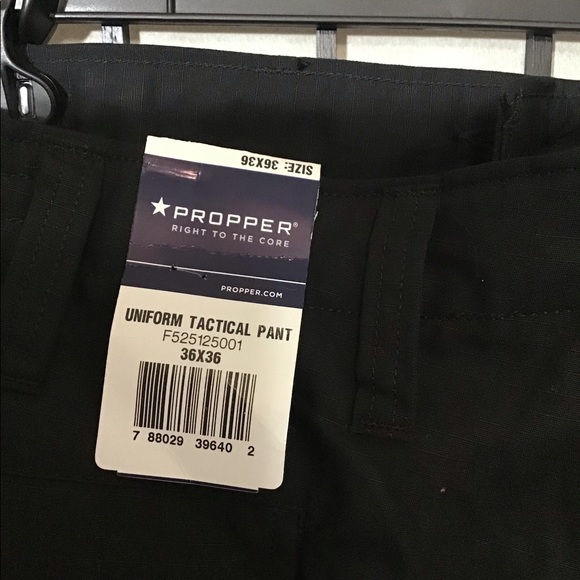 SIZE: 36X36
PROPPER®
RIGHT TO THE CORE
PROPPER.COM
UNIFORM TACTICAL PANT
F525125001
36X36
7 88029 39640 2